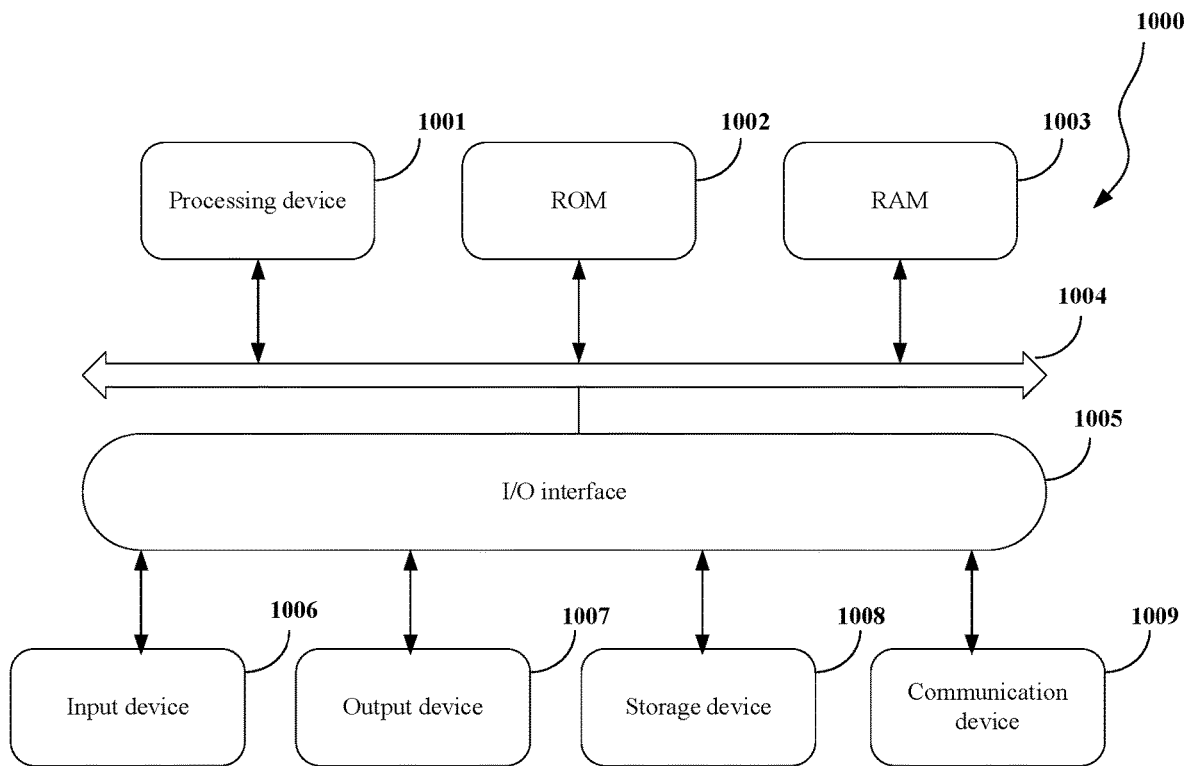 1000
1001
1002
1003
Processing device
ROM
RAM
1004
1005
I/O interface
1006
1007
1008
1009
Input device
Output device
Storage device
Communication
device